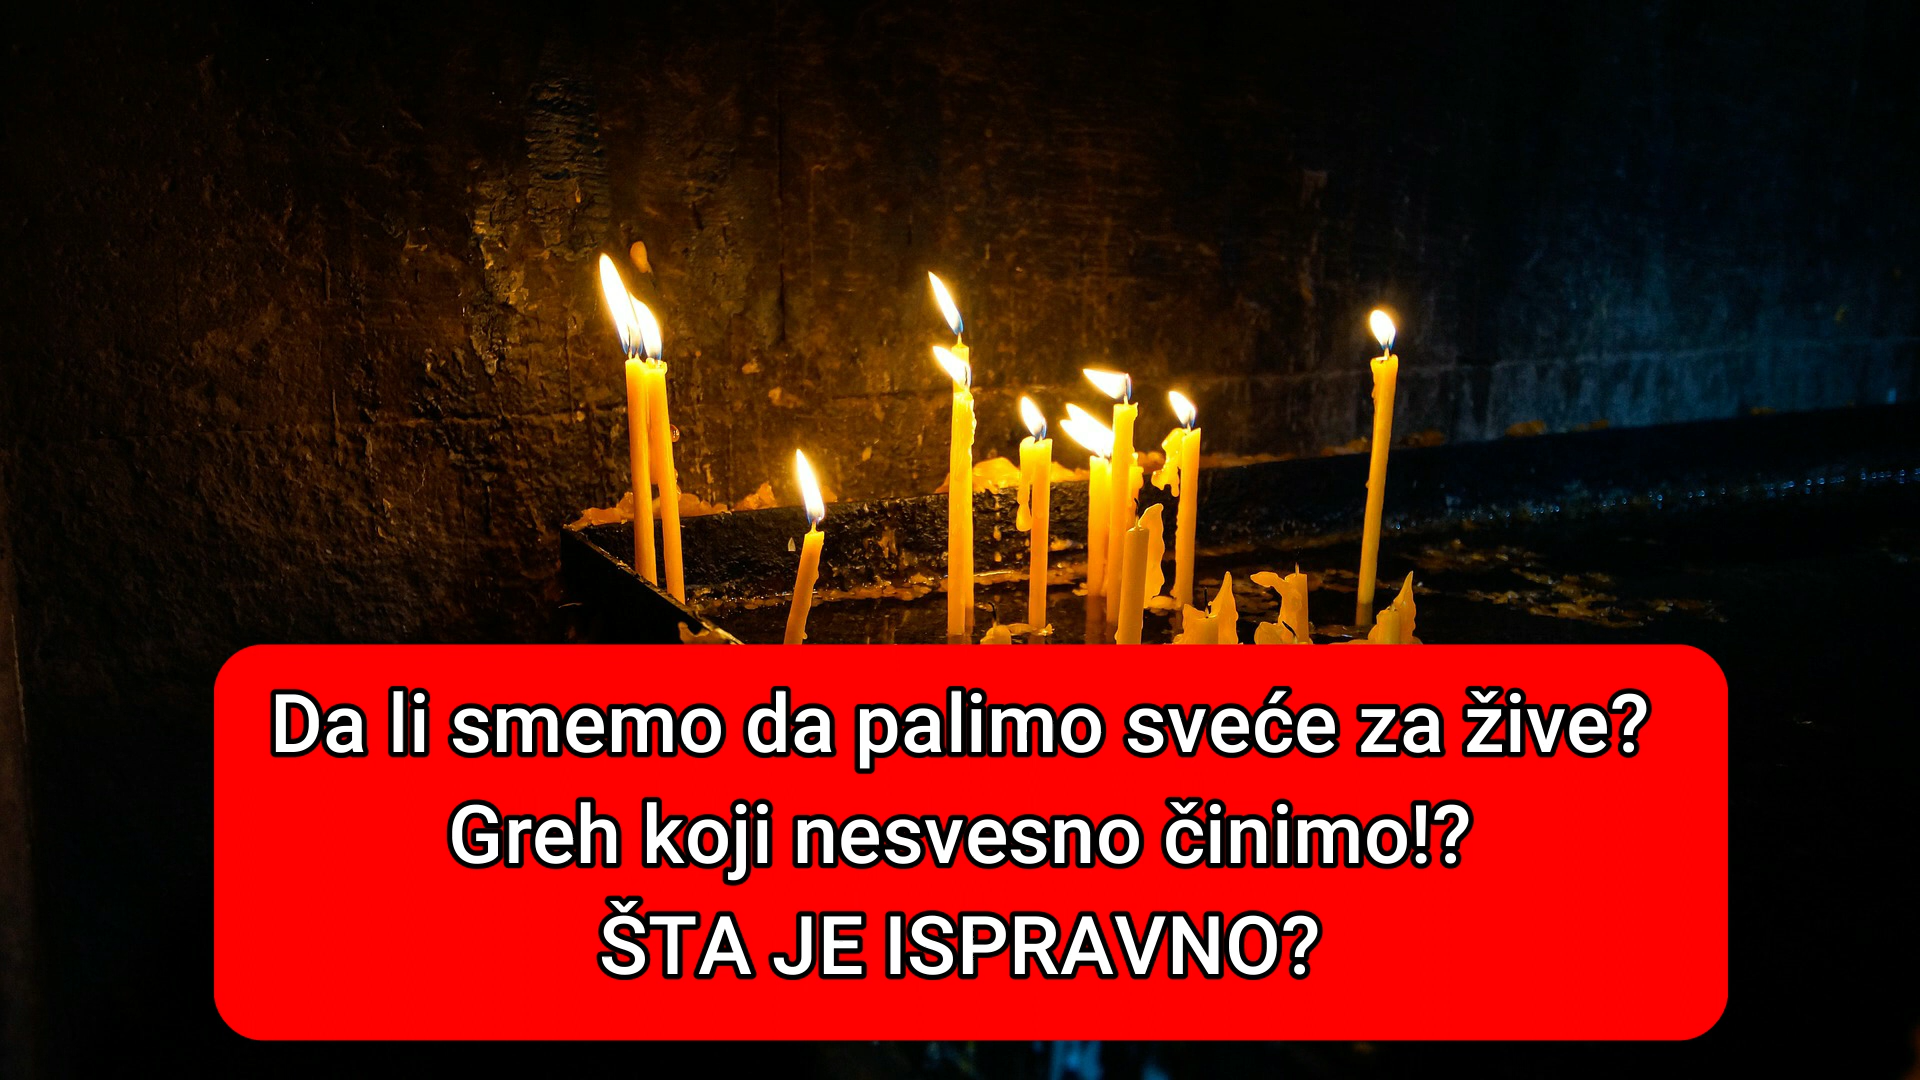 Da li smemo da palimo sveće za žive?
Greh koji nesvesno činimo!?
ŠTA JE ISPRAVNO?